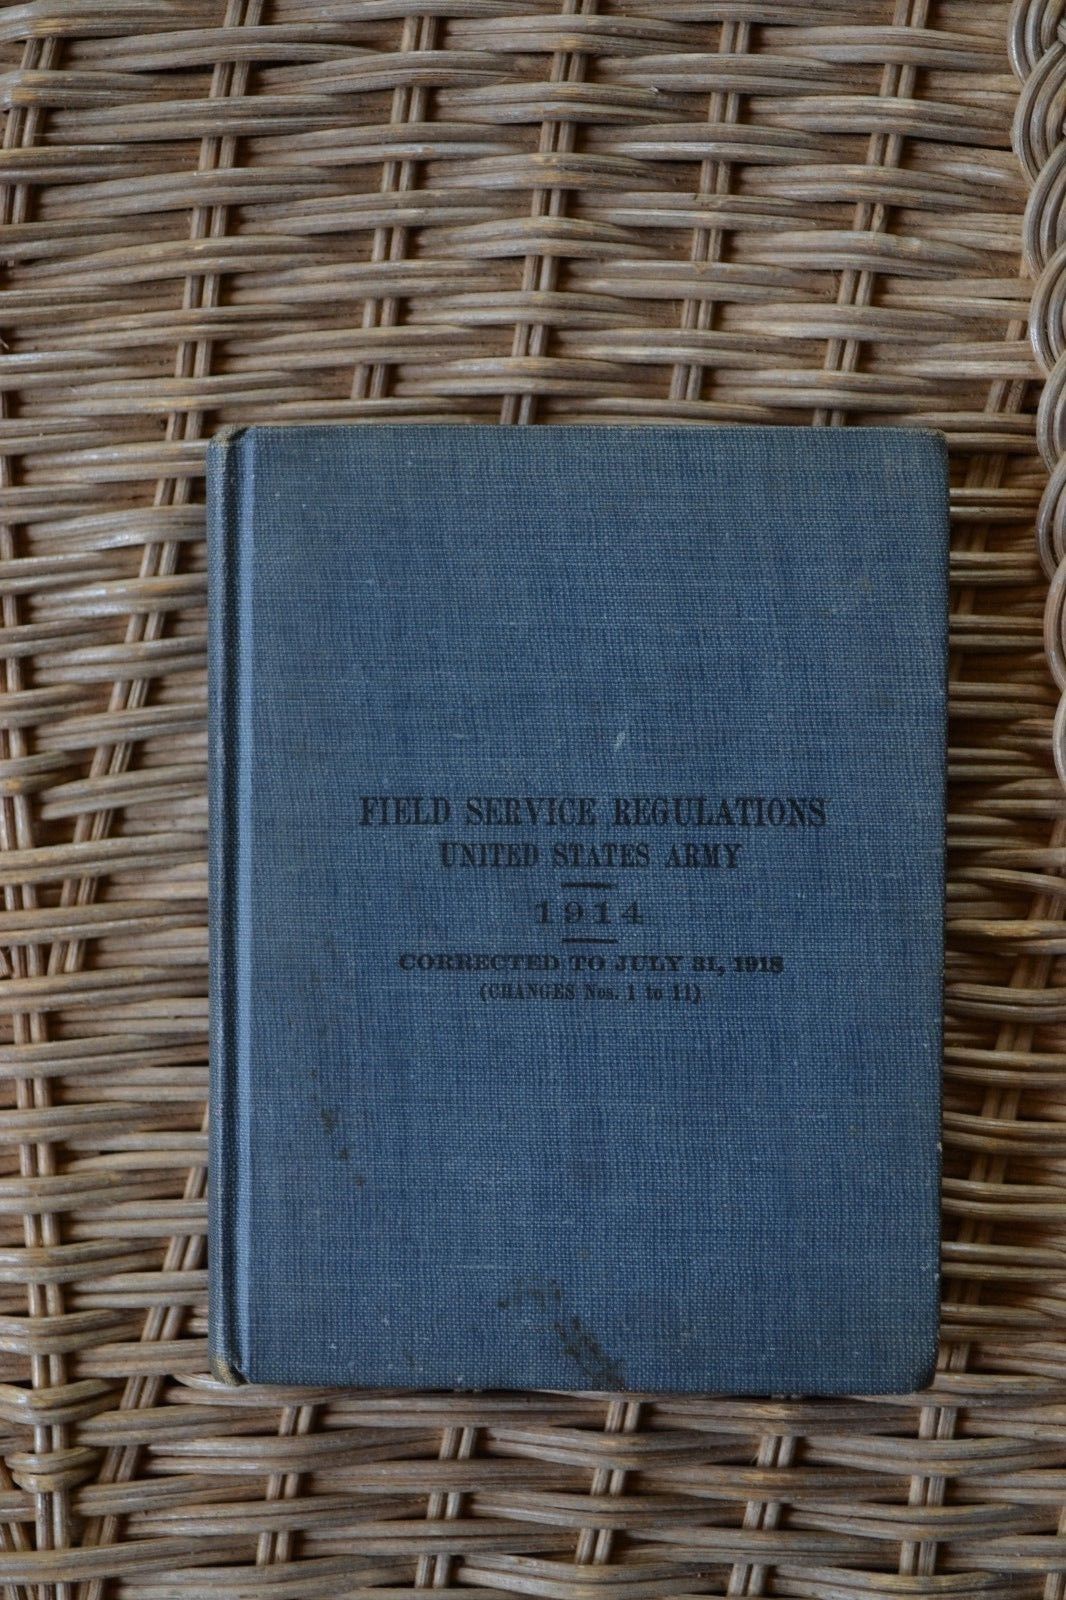 FIELD SERVICE REGULATIONS
UNITED STATES ARMY
1914
CORRECTED TO JULY 31, 1918
(CHANGES Nos. 1 to 11)